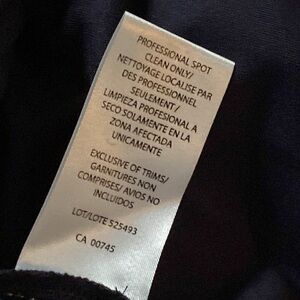 PROFESSIONAL SPOT
CLEAN ONLY/
NETTOYAGE LOCALISE PAR
DES PROFESSIONNEL
SEULEMENT/
LIMPIEZA PROFESIONAL A
SECO SOLAMENTE EN LA
ZONA AFECTADA
UNICAMENTE
EXCLUSIVE OF TRIMS/
GARNITURES NON
COMPRISES/ AVIOS NO
INCLUIDOS
LOT/LOTE S25493
CA 00745